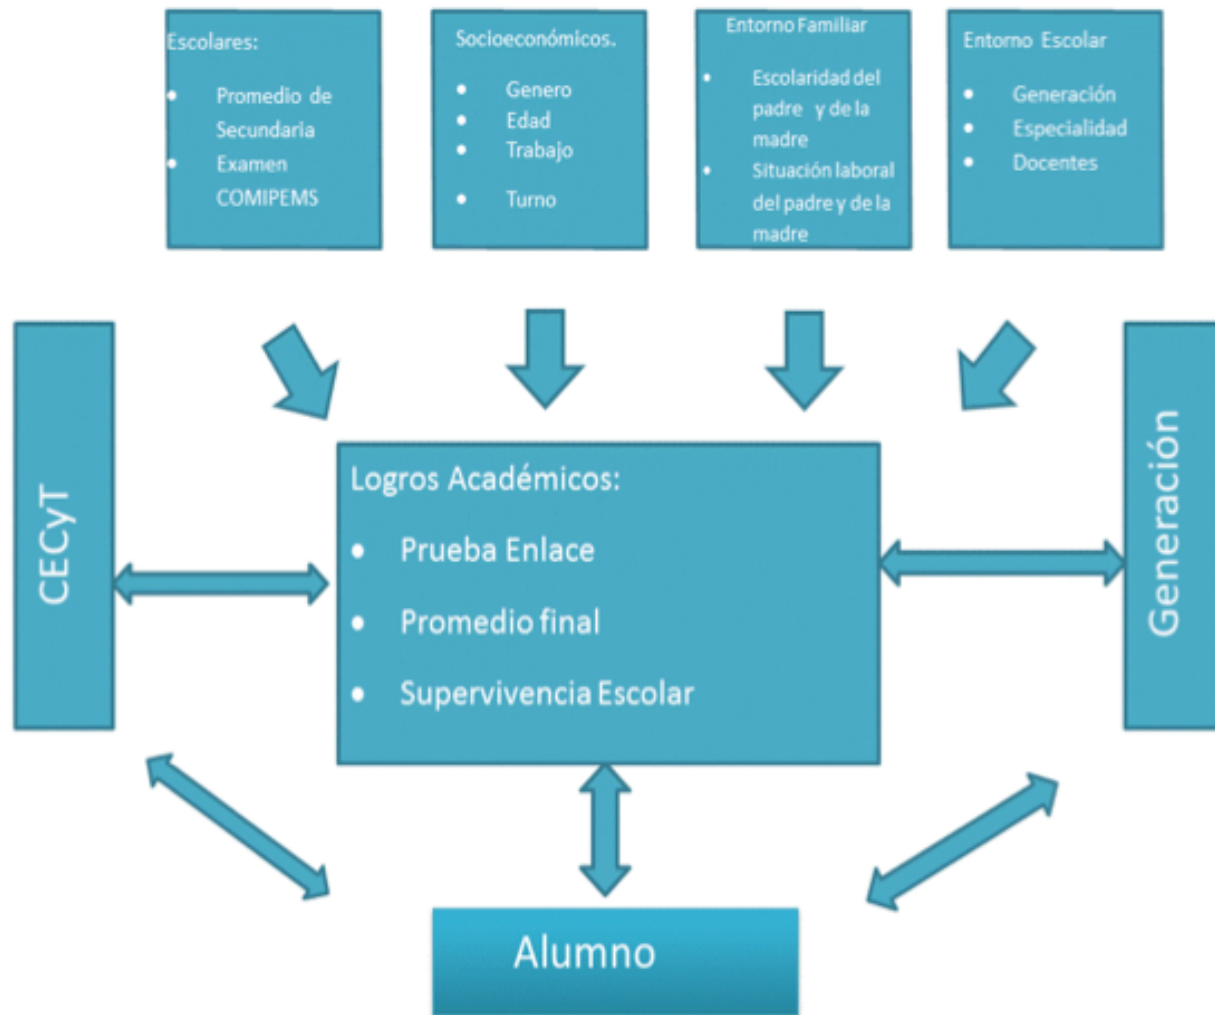 Escolares:
• Promedio de
Secundaria
• Examen
COMIPEMS
Socioeconómicos.
• Genero
• Edad
• Trabajo
• Turno
Entorno Familiar
• Escolaridad del
padre y de la
madre
• Situación laboral
del padre y de la
madre
Entorno Escolar
• Generación
• Especialidad
• Docentes
CECyT
Logros Académicos:
• Prueba Enlace
• Promedio final
• Supervivencia Escolar
Generación
Alumno